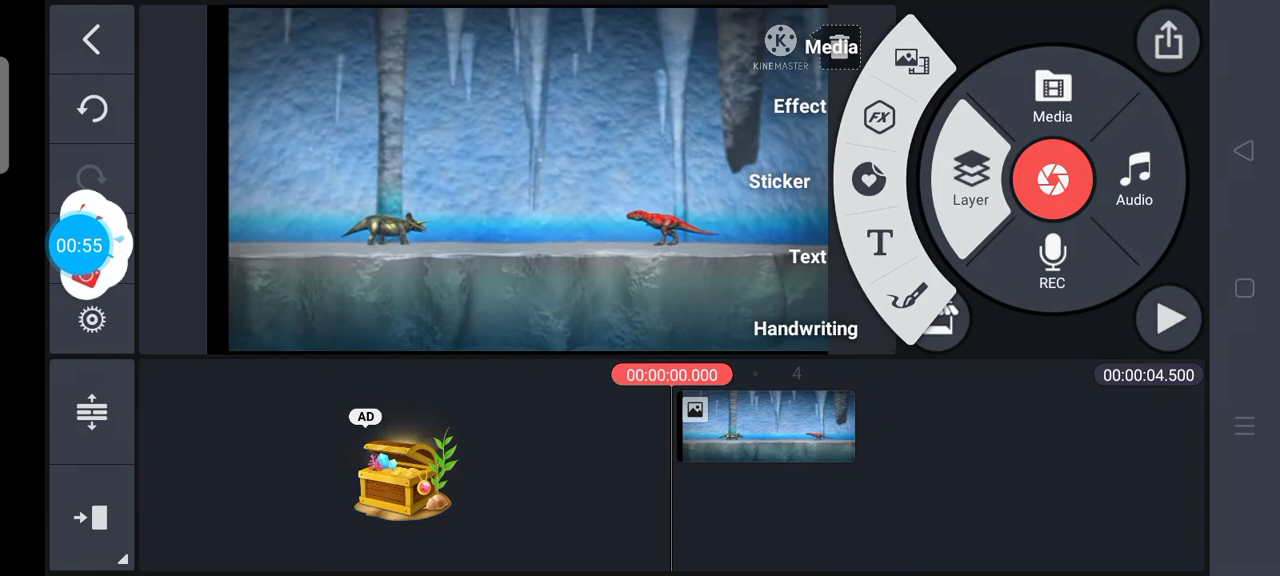 KINEMASTER
Media
Effect
Sticker
Text
Handwriting
FX
T
Media
Layer
Audio
REC
00:55
00:00:00.000
4
00:00:04.500
AD